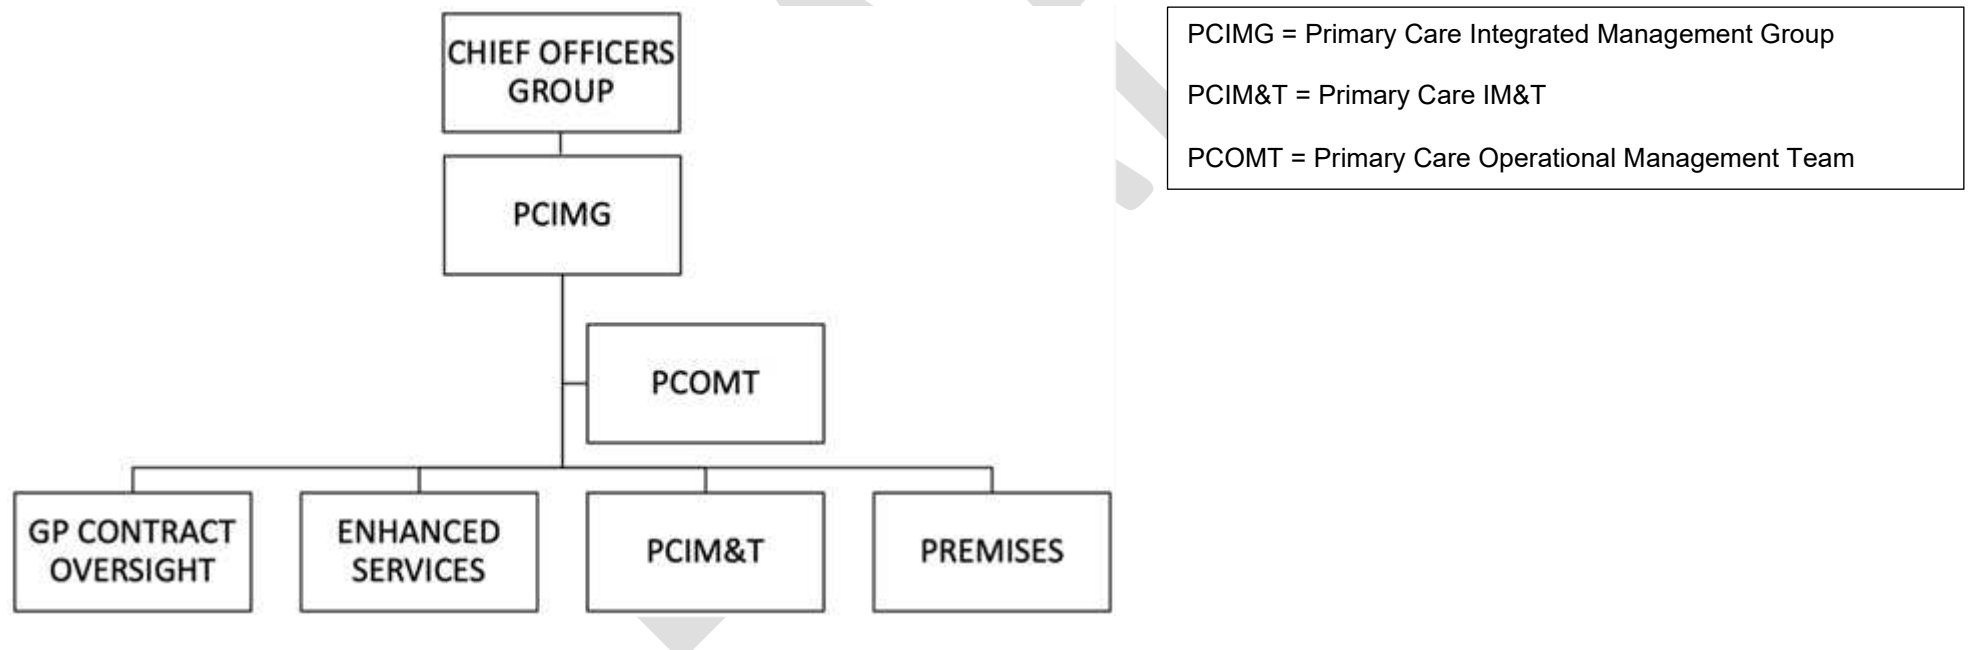 CHIEF OFFICERS
GROUP
PCIMG
PCOMT
GP CONTRACT
OVERSIGHT
ENHANCED
SERVICES
PCIM&T
PREMISES
PCIMG = Primary Care Integrated Management Group
PCIM&T = Primary Care IM&T
PCOMT = Primary Care Operational Management Team